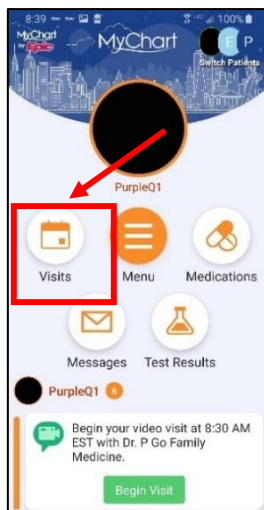 8:39 100%
MyChart by Epic
MyChart
E P
Switch Patients
PurpleQ1
Visits Menu Medications
Messages Test Results
PurpleQ1 6
Begin your video visit at 8:30 AM
EST with Dr. P Go Family
Medicine.
Begin Visit